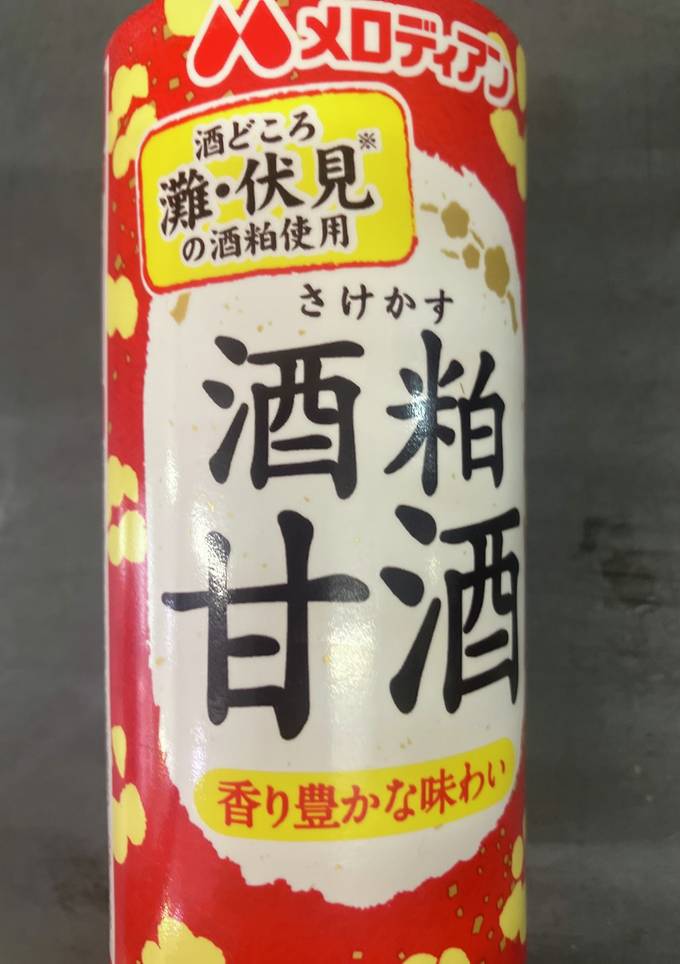 メロディアン
酒どころ
灘・伏見※
の酒粕使用
さけかす
酒粕
甘酒
香り豊かな味わい